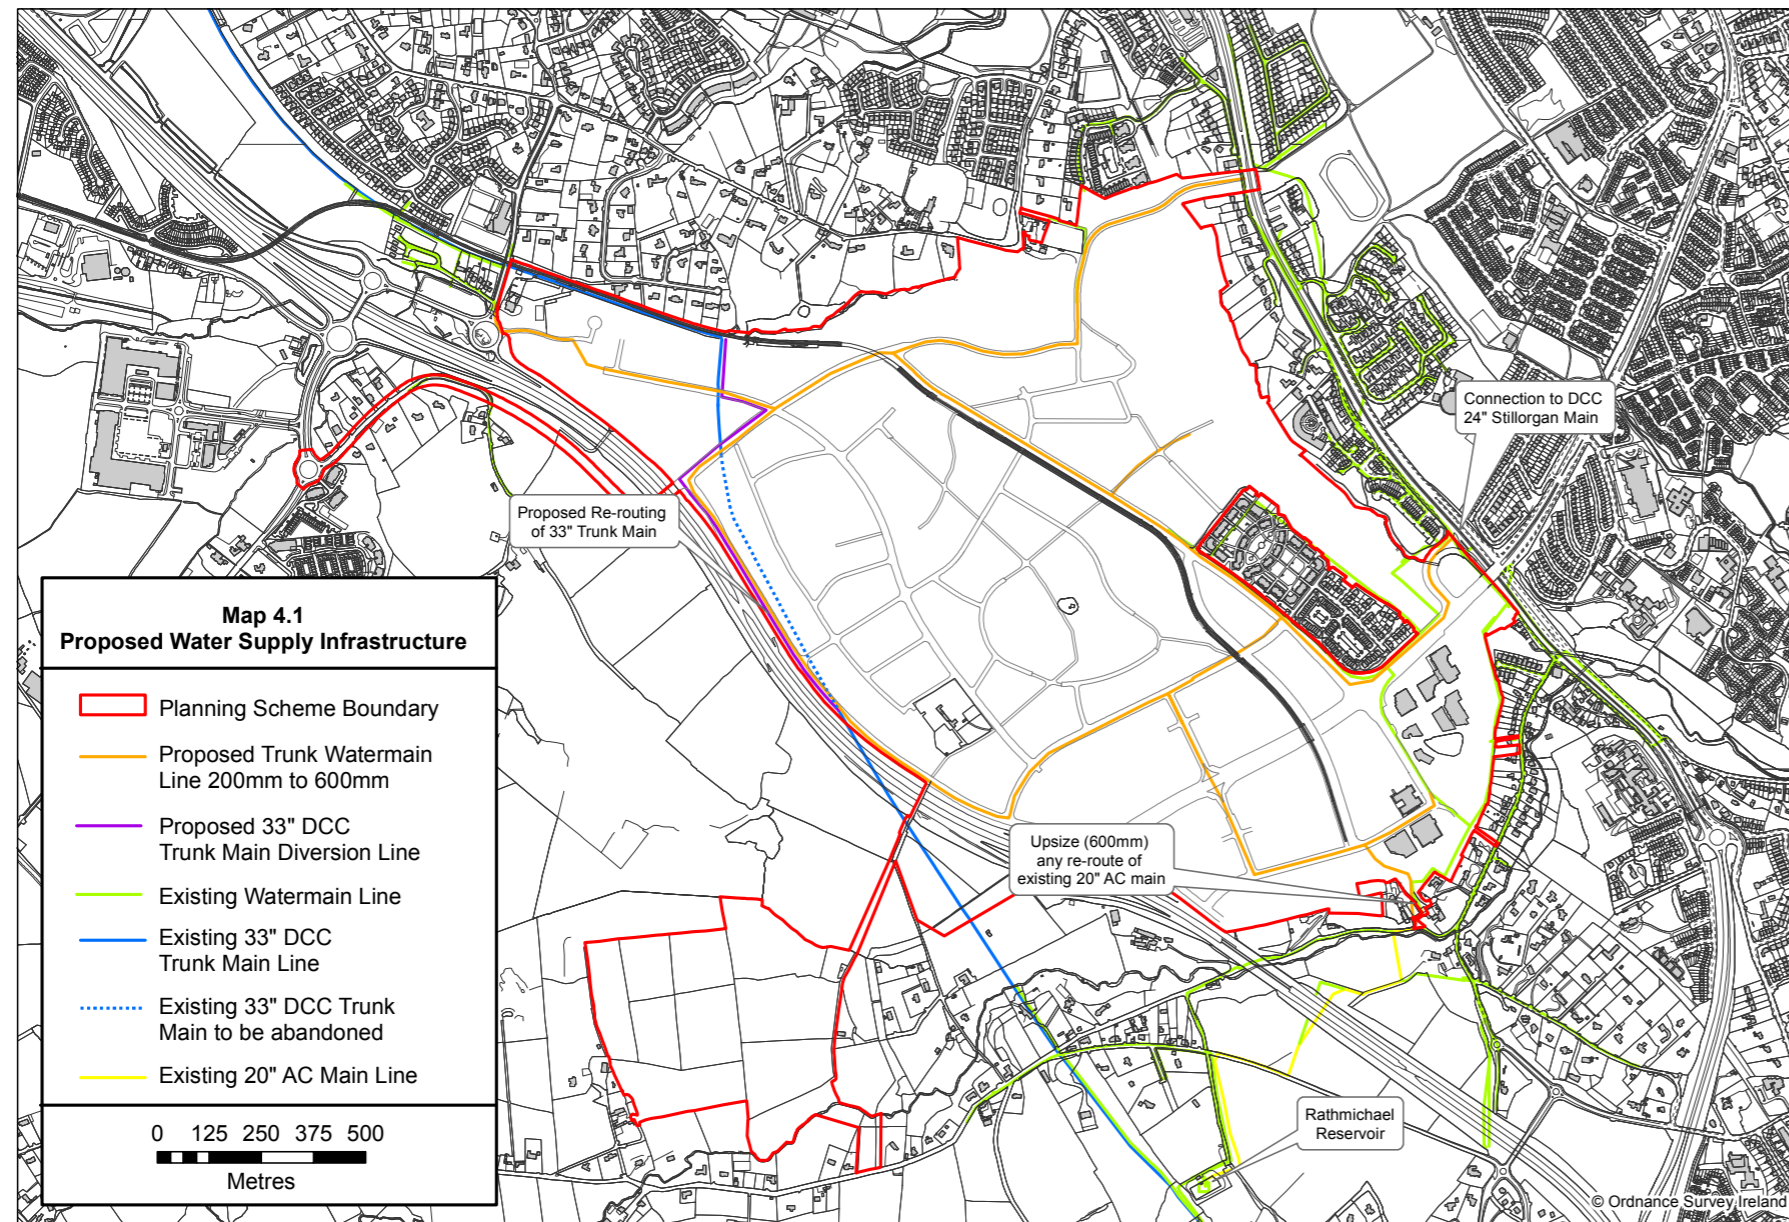 Connection to DCC
24" Stillorgan Main
Proposed Re-routing
of 33" Trunk Main
Map 4.1
Proposed Water Supply Infrastructure
Planning Scheme Boundary
Proposed Trunk Watermain
Line 200mm to 600mm
Proposed 33" DCC
Trunk Main Diversion Line
Existing Watermain Line
Existing 33" DCC
Trunk Main Line
Existing 33" DCC Trunk
Main to be abandoned
Existing 20" AC Main Line
0 125 250 375 500
Metres
Upsize (600mm)
any re-route of
existing 20" AC main
Rathmichael
Reservoir
© Ordnance Survey Ireland